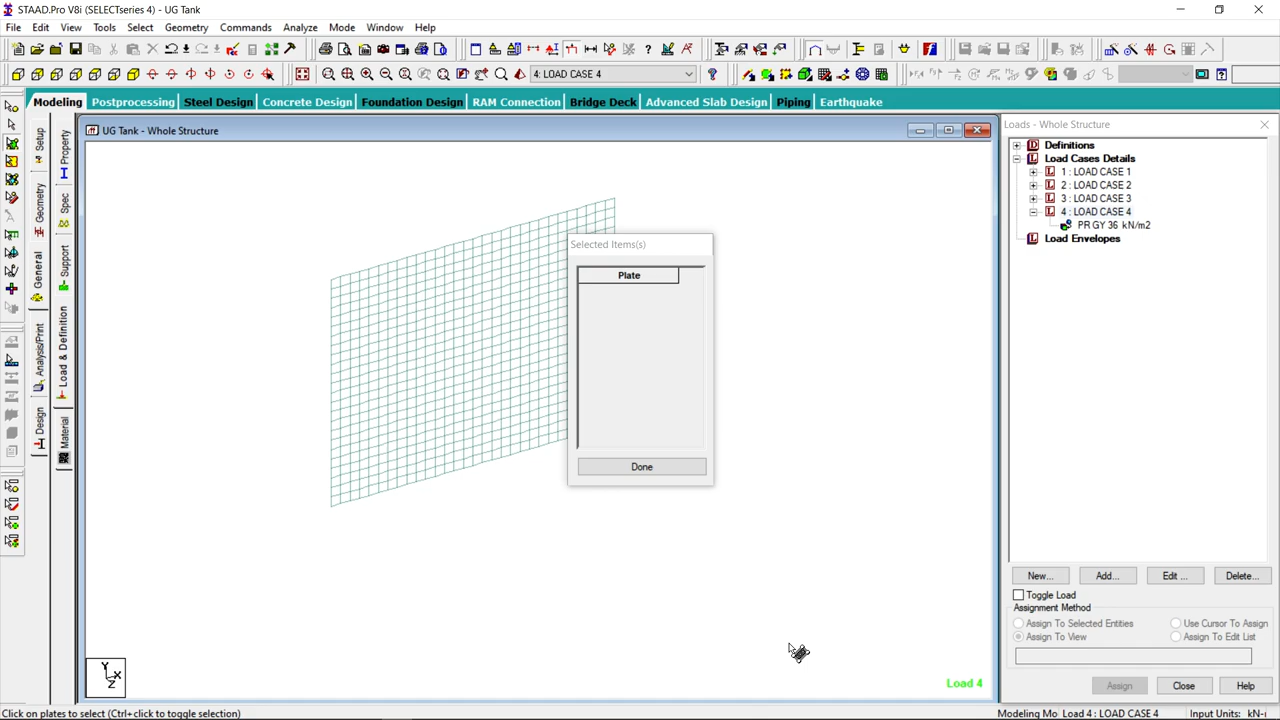 STAAD.Pro V8i (SELECTseries 4) - UG Tank
File Edit View Tools Select Geometry Commands Analyze Mode Window Help
4: LOAD CASE 4
Modeling Postprocessing Steel Design Concrete Design Foundation Design RAM Connection Bridge Deck Advanced Slab Design Piping Earthquake
Setup
Geometry
General
Analysis/Print
Design
Property
Spec
Support
Load & Definition
Material
UG Tank - Whole Structure
Selected Items(s)
Plate
Done
Y
X
Z
Load 4
Loads - Whole Structure
Definitions
Load Cases Details
1 : LOAD CASE 1
2 : LOAD CASE 2
3 : LOAD CASE 3
4 : LOAD CASE 4
PR GY 36 kN/m2
Load Envelopes
New... Add... Edit ... Delete...
Toggle Load
Assignment Method
Assign To Selected Entities Use Cursor To Assign
Assign To View Assign To Edit List
Assign Close Help
Click on plates to select (Ctrl+click to toggle selection) Modeling Mo Load 4 : LOAD CASE 4 Input Units: kN-